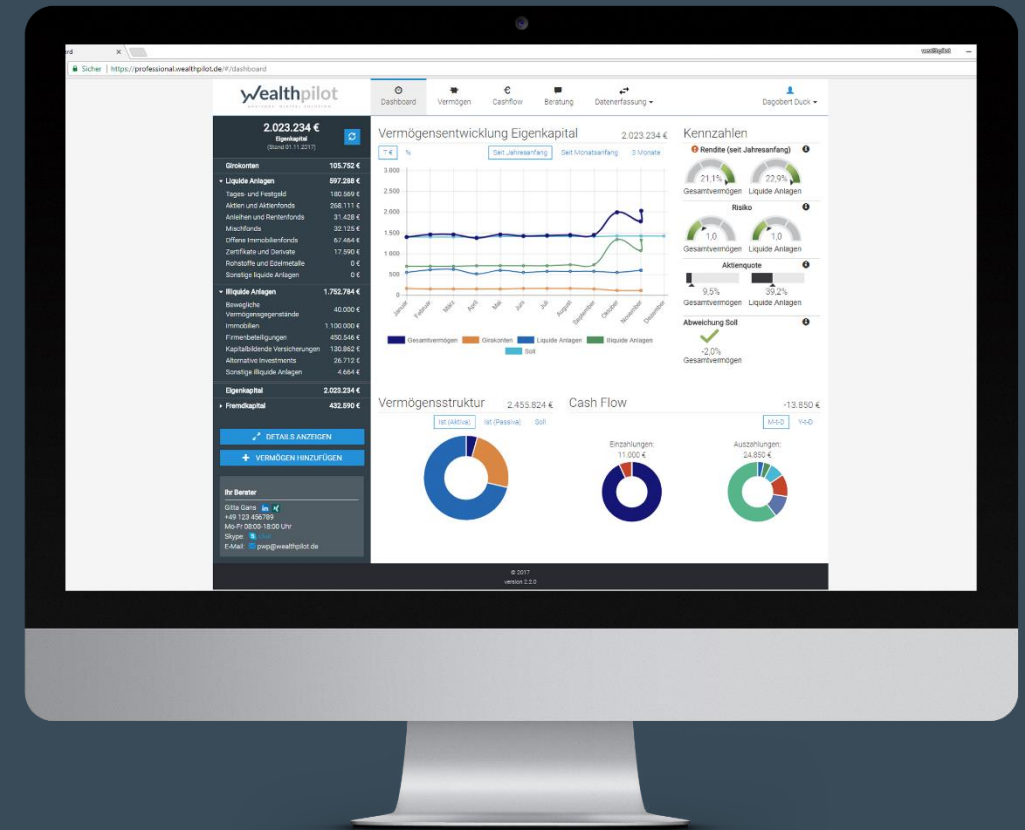 rd
wealthpilot
Sicher | https://professional.wealthpilot.de/#/dashboard
wealthpilot
Dashboard Vermögen Cashflow Beratung Datenerfassung
Dagobert Duck
2.023.234 €
Eigenkapital
(Stand 01.11.2017)
Girokonten 105.752 €
Liquide Anlagen 597.288 €
Tages- und Festgeld 180.569 €
Aktien und Aktienfonds 268.111 €
Anleihen und Rentenfonds 31.428 €
Mischfonds 32.125 €
Offene Immobilienfonds 67.464 €
Zertifikate und Derivate 17.590 €
Rohstoffe und Edelmetalle 0 €
Sonstige liquide Anlagen 0 €
Illiquide Anlagen 1.752.784 €
Bewegliche
Vermögensgegenstände 40.000 €
Immobilien 1.100.000 €
Firmenbeteiligungen 450.546 €
Kapitalbildende Versicherungen 130.862 €
Alternative Investments 26.712 €
Sonstige illiquide Anlagen 4.664 €
Eigenkapital 2.023.234 €
Fremdkapital 432.590 €
DETAILS ANZEIGEN
+ VERMÖGEN HINZUFÜGEN
Ihr Berater
Gitta Gans in
+49 123 456789
Mo-Fr 08:00-18:00 Uhr
Skype:
E-Mail: pwp@wealthpilot.de
Vermögensentwicklung Eigenkapital 2.023.234 €
T € %
Seit Jahresanfang Seit Monatsanfang 3 Monate
3.000
2.500
2.000
1.500
1.000
500
0
Januar Februar März April Mai Juni Juli August September Oktober November Dezember
Gesamtvermögen Girokonten Liquide Anlagen Illiquide Anlagen
Soll
Kennzahlen
Rendite (seit Jahresanfang)
21,1% 22,9%
Gesamtvermögen Liquide Anlagen
Risiko
1,0 1,0
Gesamtvermögen Liquide Anlagen
Aktienquote
9,5% 39,2%
Gesamtvermögen Liquide Anlagen
Abweichung Soll
-2,0%
Gesamtvermögen
Vermögensstruktur 2.455.824 €
Ist (Aktiva) Ist (Passiva) Soll
Cash Flow -13.850 €
M-t-D Y-t-D
Einzahlungen:
11.000 €
Auszahlungen:
24.850 €
© 2017
version 2.2.0